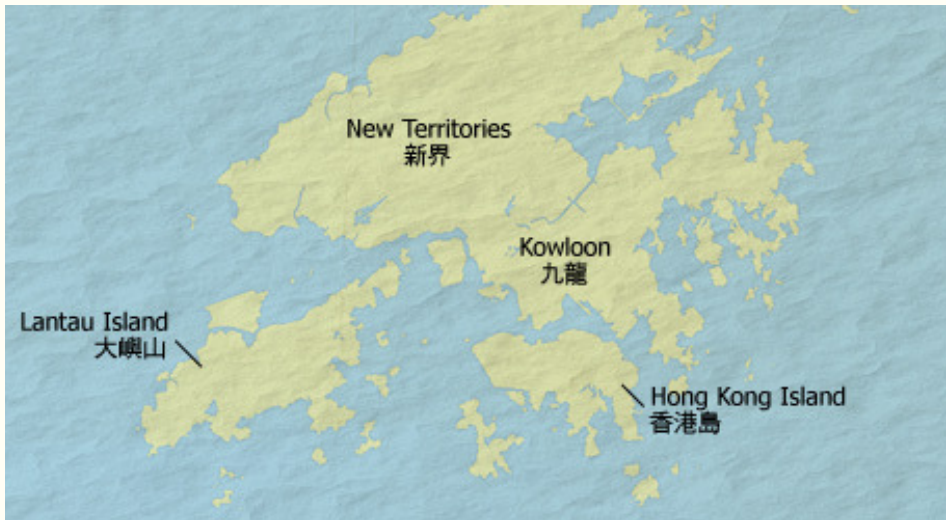 New Territories
新界
Kowloon
九龍
Lantau Island
大嶼山
Hong Kong Island
香港島